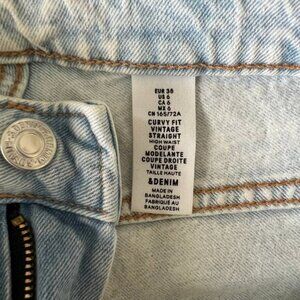 EUR 38
US 6
CA 6
MX 6
CN 165/72A
CURVY FIT
VINTAGE
STRAIGHT
HIGH WAIST
COUPE
MODELANTE
COUPE DROITE
VINTAGE
TAILLE HAUTE
&DENIM
MADE IN
BANGLADESH
FABRIQUÉ AU
BANGLADESH